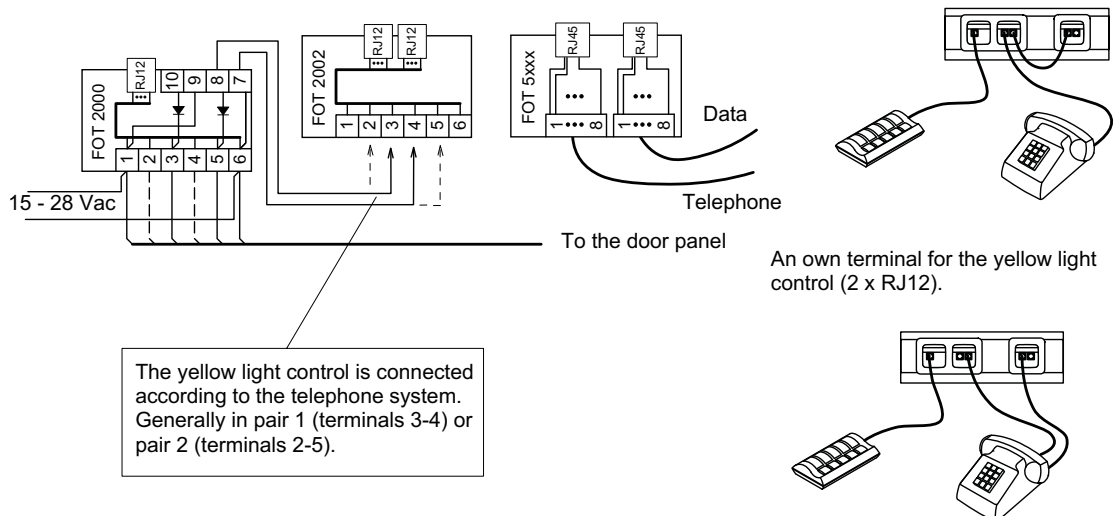 FOT 2000
RJ12
10
9
8
7
1
2
3
4
5
6
15 - 28 Vac
FOT 2002
RJ12
RJ12
1
2
3
4
5
6
FOT 5xxx
RJ45
RJ45
1 •••• 8
1 •••• 8
Data
Telephone
To the door panel
An own terminal for the yellow light
control (2 x RJ12).
The yellow light control is connected
according to the telephone system.
Generally in pair 1 (terminals 3-4) or
pair 2 (terminals 2-5).